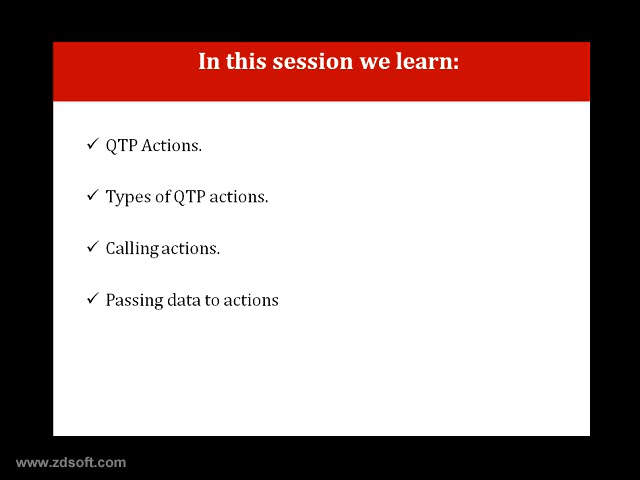 In this session we learn:
✓ QTP Actions.
✓ Types of QTP actions.
✓ Calling actions.
✓ Passing data to actions
www.zdsoft.com